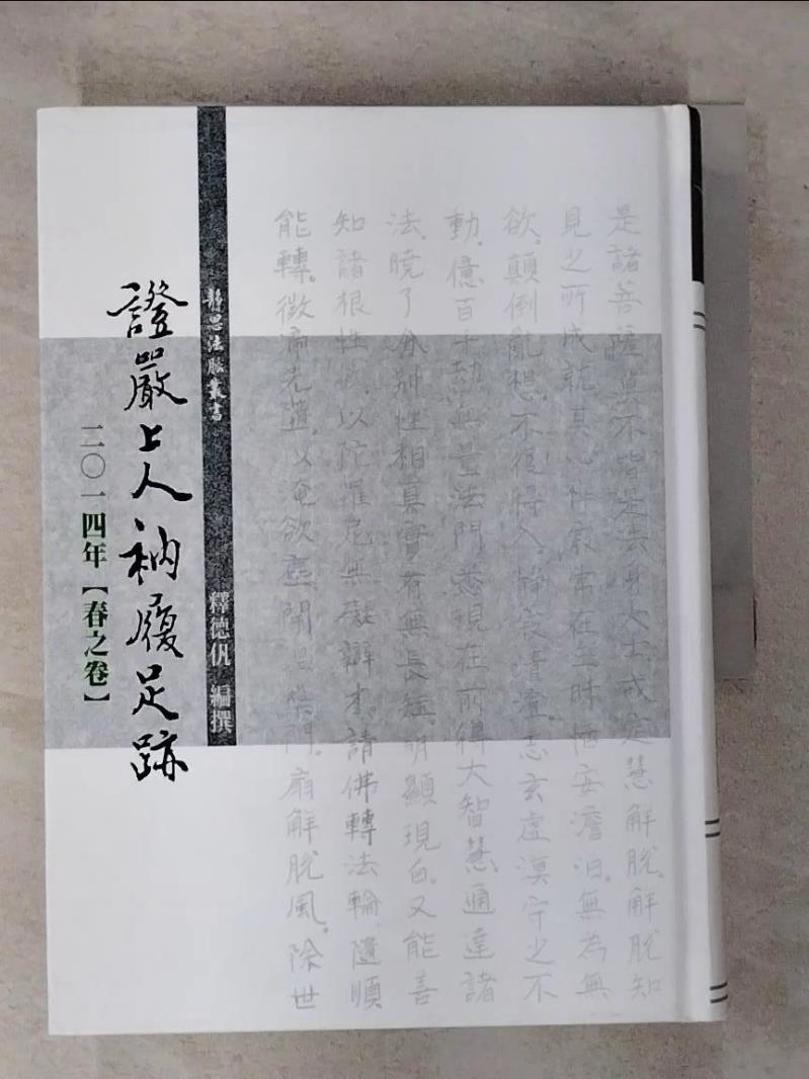 是諸菩薩莫不皆是法身大士戒定慧解脫解脫知
見之所成就其心禪寂常在三昧恬安澹泊無為無
欲。顛倒亂想不復得入靜寂清澄志玄虛漠守之不
動。億百千劫無量法門悉現在前得大智慧通達諸
法。曉了分別性相真實有無長短明顯現白又能善
知諸根性欲以陀羅尼無礙辯才請佛轉法輪隨順
能轉。微渧先墮以淹欲塵開涅槃門。扇解脫風。除世
靜思法脈叢書
釋德𠆩 編撰
證嚴上人衲履足跡
二〇一四年【春之卷】